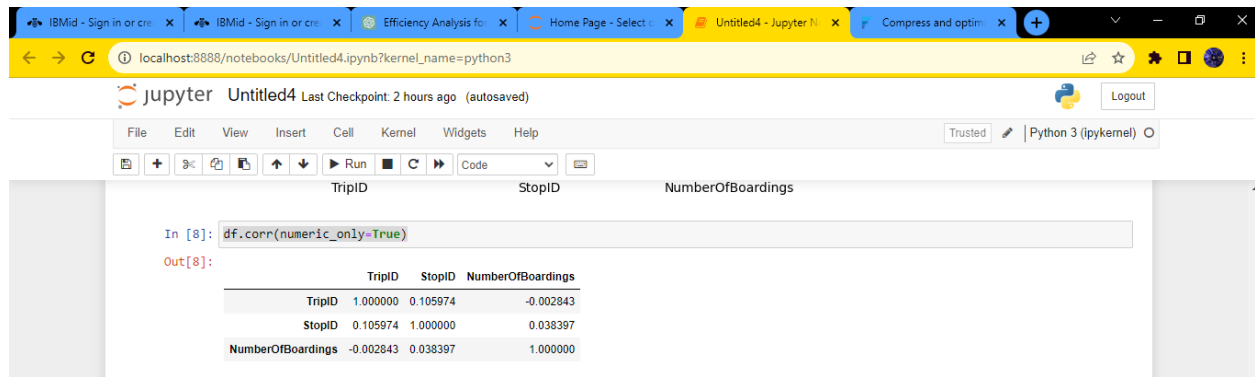 IBMid - Sign in or cre
IBMid - Sign in or cre
Efficiency Analysis for
Home Page - Select o
Untitled4 - Jupyter N
Compress and optim
localhost:8888/notebooks/Untitled4.ipynb?kernel_name=python3
jupyter Untitled4 Last Checkpoint: 2 hours ago (autosaved)
Logout
File Edit View Insert Cell Kernel Widgets Help
Trusted Python 3 (ipykernel)
Run Code
TripID StopID NumberOfBoardings
In [8]: df.corr(numeric_only=True)
Out[8]:
TripID StopID NumberOfBoardings
TripID 1.000000 0.105974 -0.002843
StopID 0.105974 1.000000 0.038397
NumberOfBoardings -0.002843 0.038397 1.000000